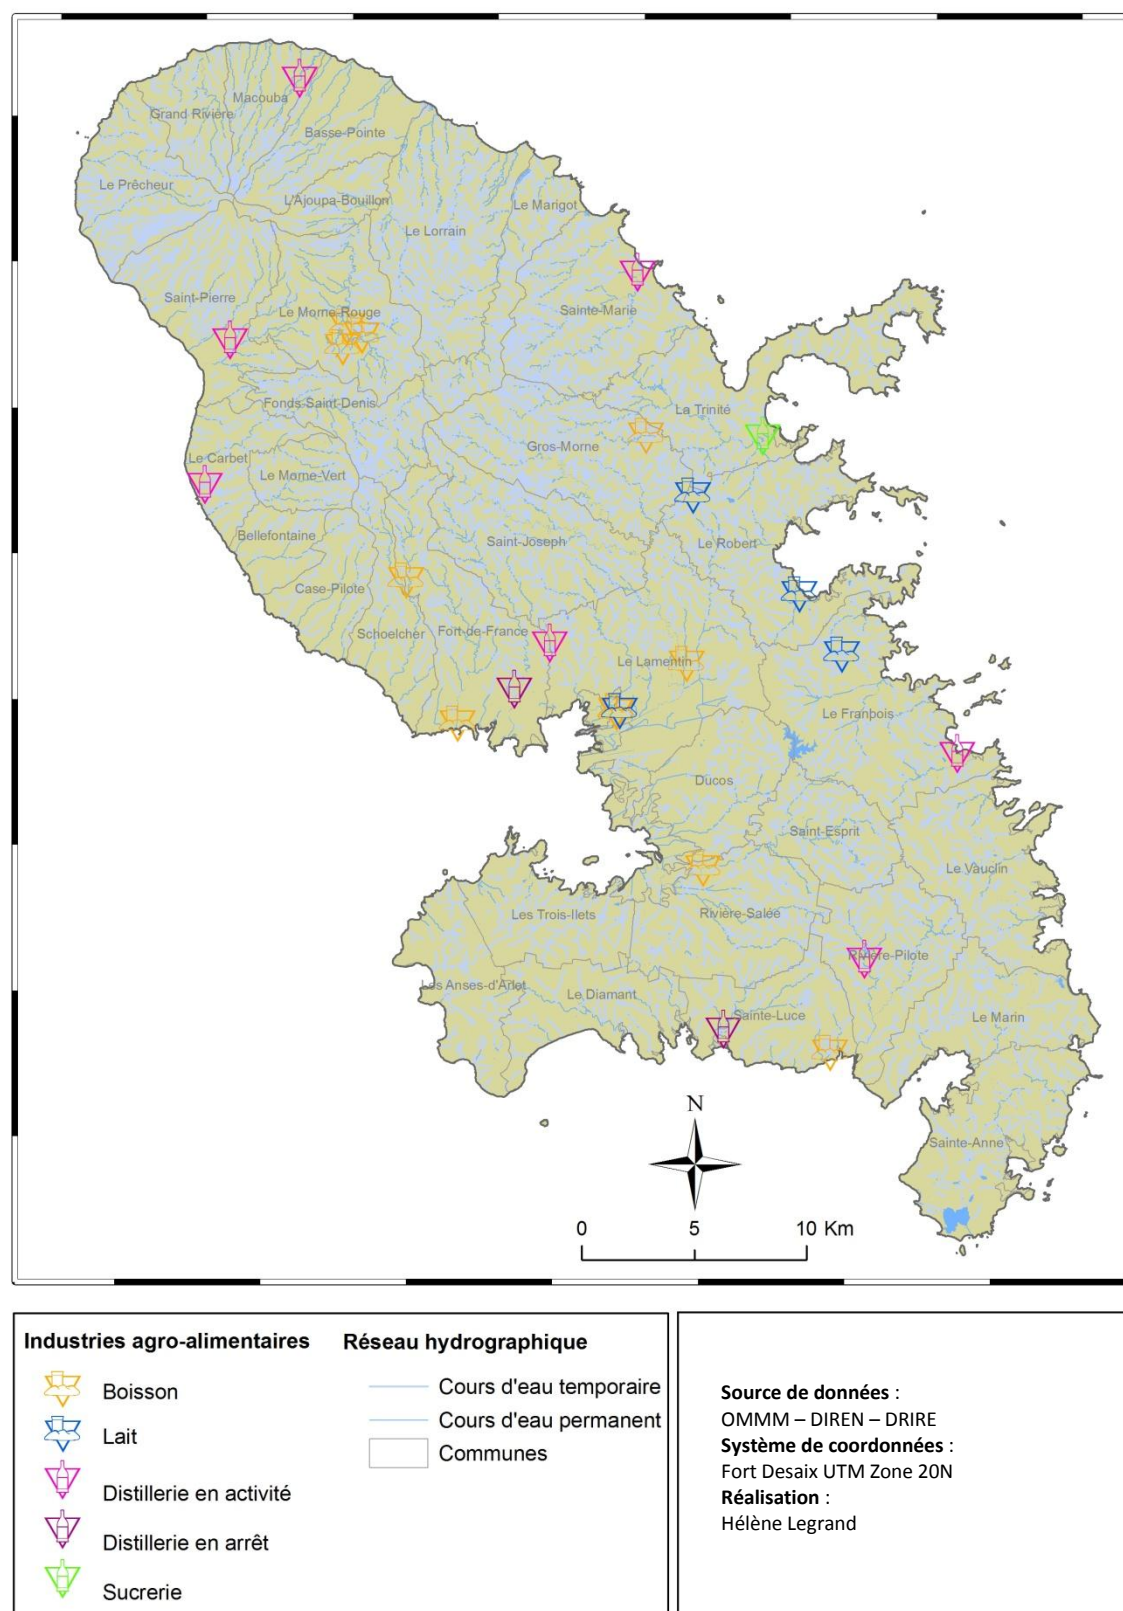 Macouba
Grand Rivière
Basse-Pointe
Le Prêcheur
L'Ajoupa-Bouillon
Le Marigot
Le Lorrain
Saint-Pierre
Sainte-Marie
Le Morne-Rouge
Fonds-Saint-Denis
La Trinité
Gros-Morne
Le Carbet
Le Morne-Vert
Bellefontaine
Saint-Joseph
Le Robert
Case-Pilote
Schoelcher
Fort-de-France
Le Lamentin
Le Franþois
Ducos
Saint-Esprit
Le Vauclin
Les Trois-Ilets
Rivière-Salée
Rivière-Pilote
Les Anses-d'Arlet
Le Diamant
Sainte-Luce
Le Marin
N
Sainte-Anne
0 5 10 Km
Industries agro-alimentaires
Boisson
Lait
Distillerie en activité
Distillerie en arrêt
Sucrerie
Réseau hydrographique
Cours d'eau temporaire
Cours d'eau permanent
Communes
Source de données :
OMMM – DIREN – DRIRE
Système de coordonnées :
Fort Desaix UTM Zone 20N
Réalisation :
Hélène Legrand